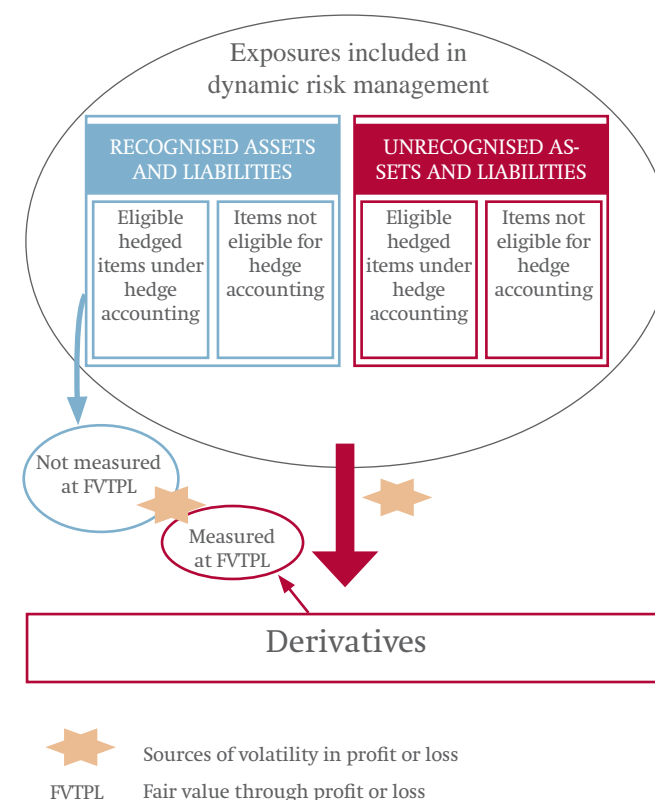 Exposures included in
dynamic risk management
RECOGNISED ASSETS
AND LIABILITIES
UNRECOGNISED AS-
SETS AND LIABILITIES
Eligible
hedged
items under
hedge
accounting
Items not
eligible for
hedge
accounting
Eligible
hedged
items under
hedge
accounting
Items not
eligible for
hedge
accounting
Not measured
at FVTPL
Measured
at FVTPL
Derivatives
Sources of volatility in profit or loss
FVTPL Fair value through profit or loss